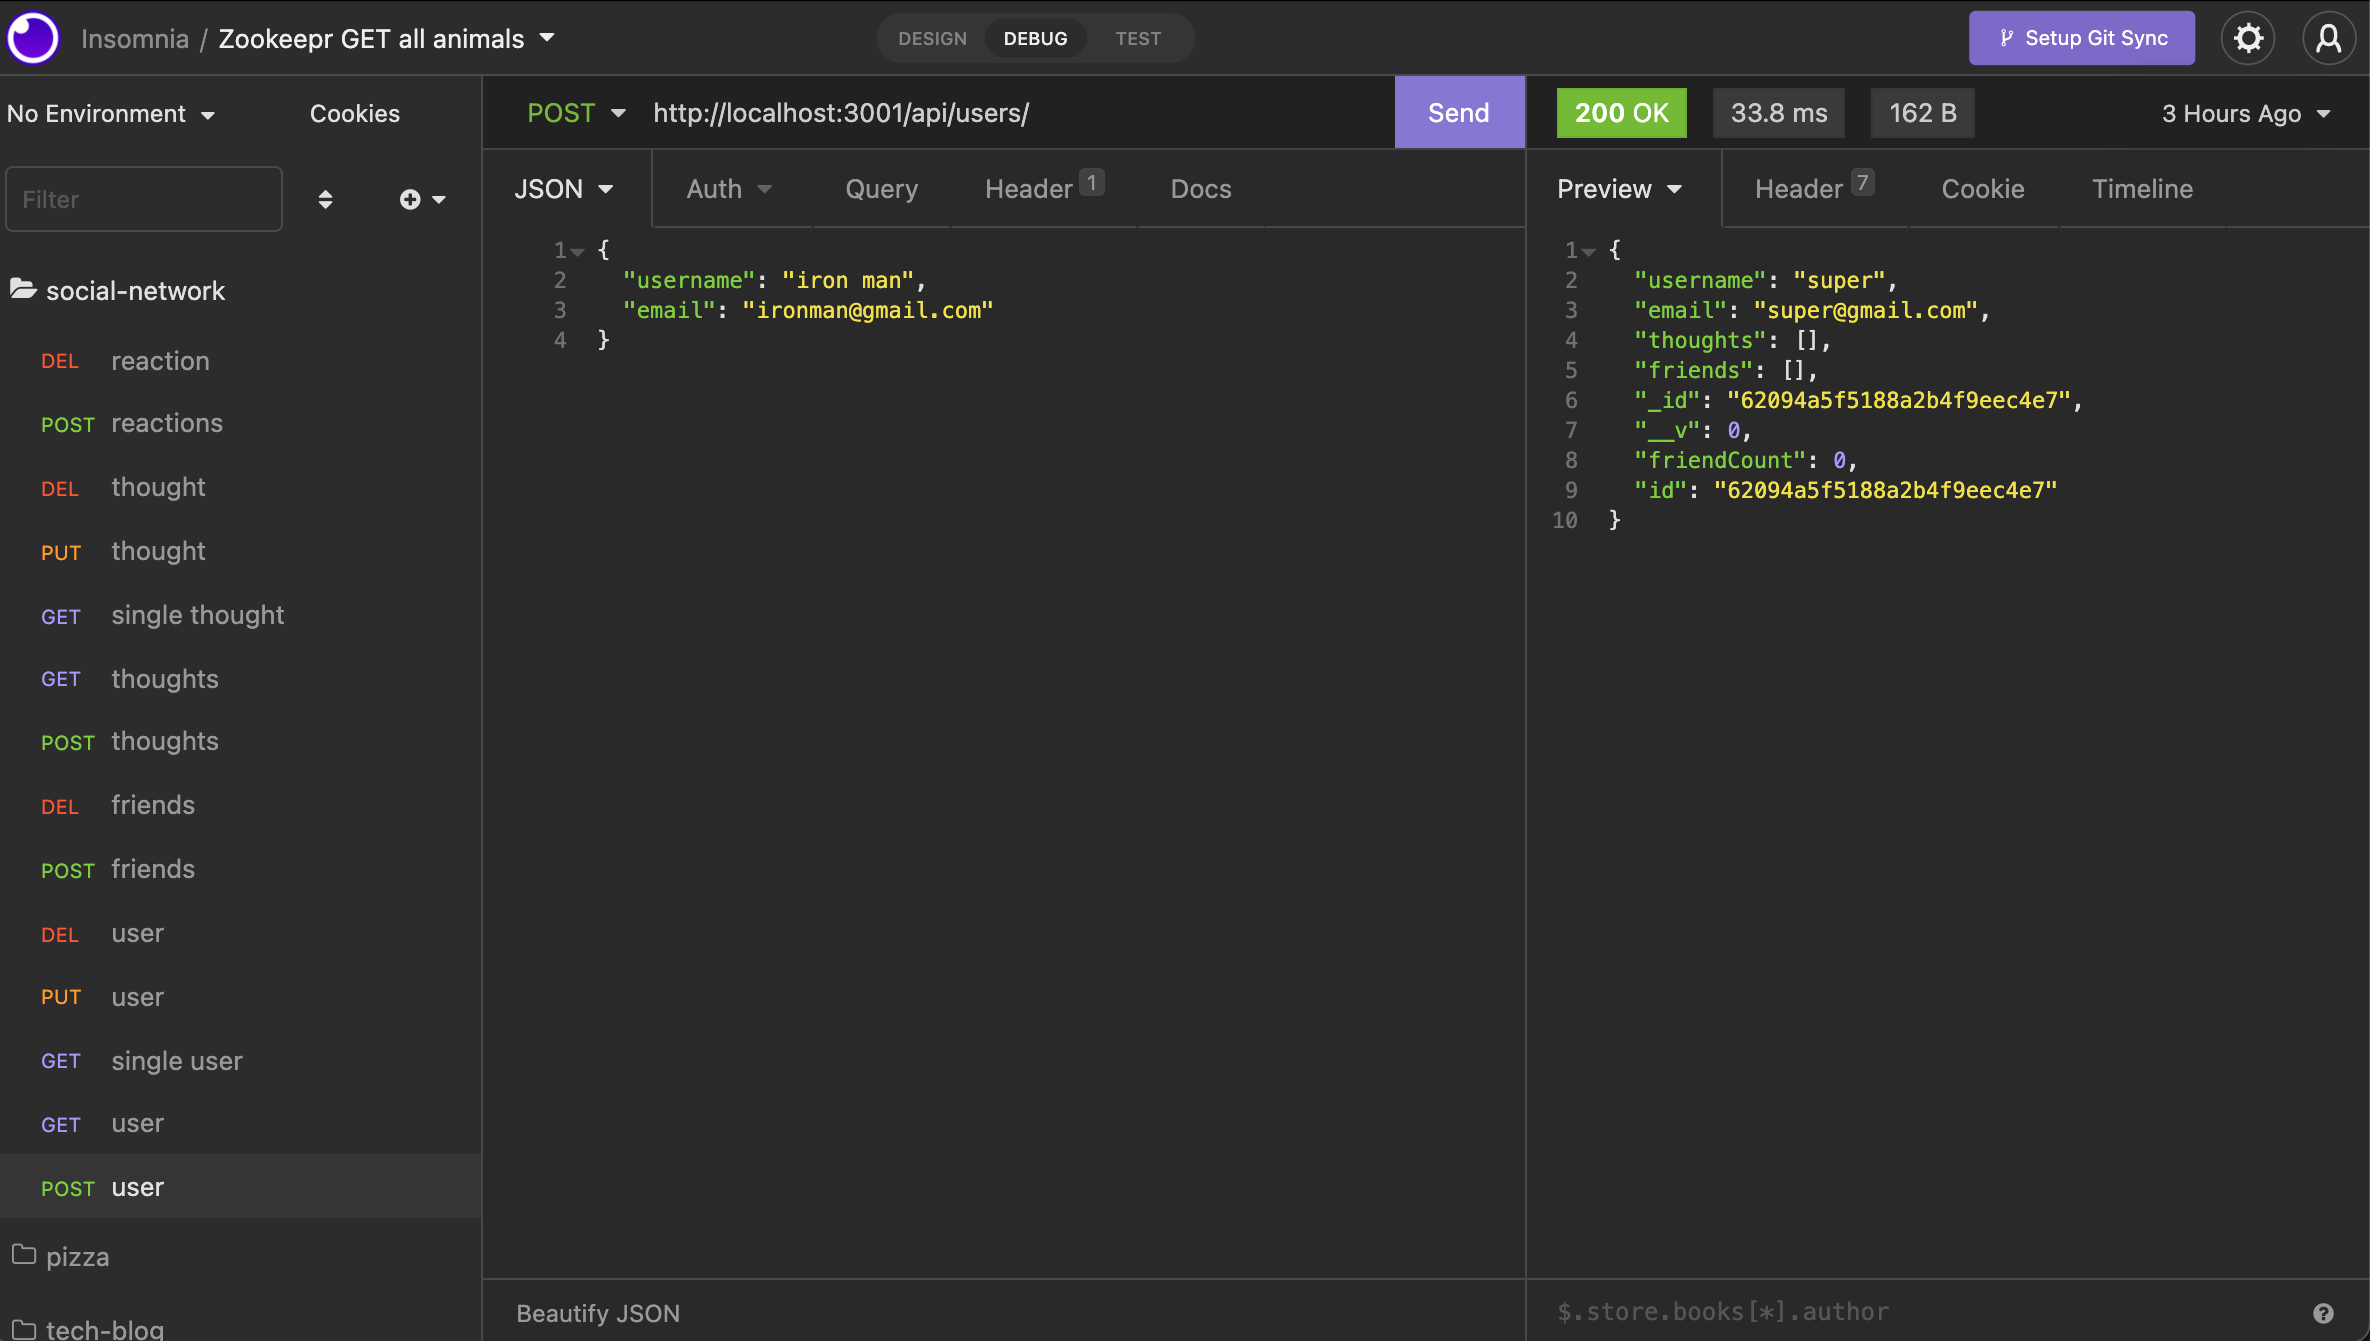 Insomnia / Zookeepr GET all animals
DESIGN DEBUG TEST
Setup Git Sync
No Environment
Cookies
POST http://localhost:3001/api/users/
Send
200 OK
33.8 ms
162 B
3 Hours Ago
Filter
JSON
Auth
Query
Header 1
Docs
Preview
Header 7
Cookie
Timeline
social-network
DEL reaction
POST reactions
DEL thought
PUT thought
GET single thought
GET thoughts
POST thoughts
DEL friends
POST friends
DEL user
PUT user
GET single user
GET user
POST user
pizza
tech-blog
1 {
2 "username": "iron man",
3 "email": "ironman@gmail.com"
4 }
Beautify JSON
1 {
2 "username": "super",
3 "email": "super@gmail.com",
4 "thoughts": [],
5 "friends": [],
6 "_id": "62094a5f5188a2b4f9eec4e7",
7 "__v": 0,
8 "friendCount": 0,
9 "id": "62094a5f5188a2b4f9eec4e7"
10 }
$.store.books[*].author
?